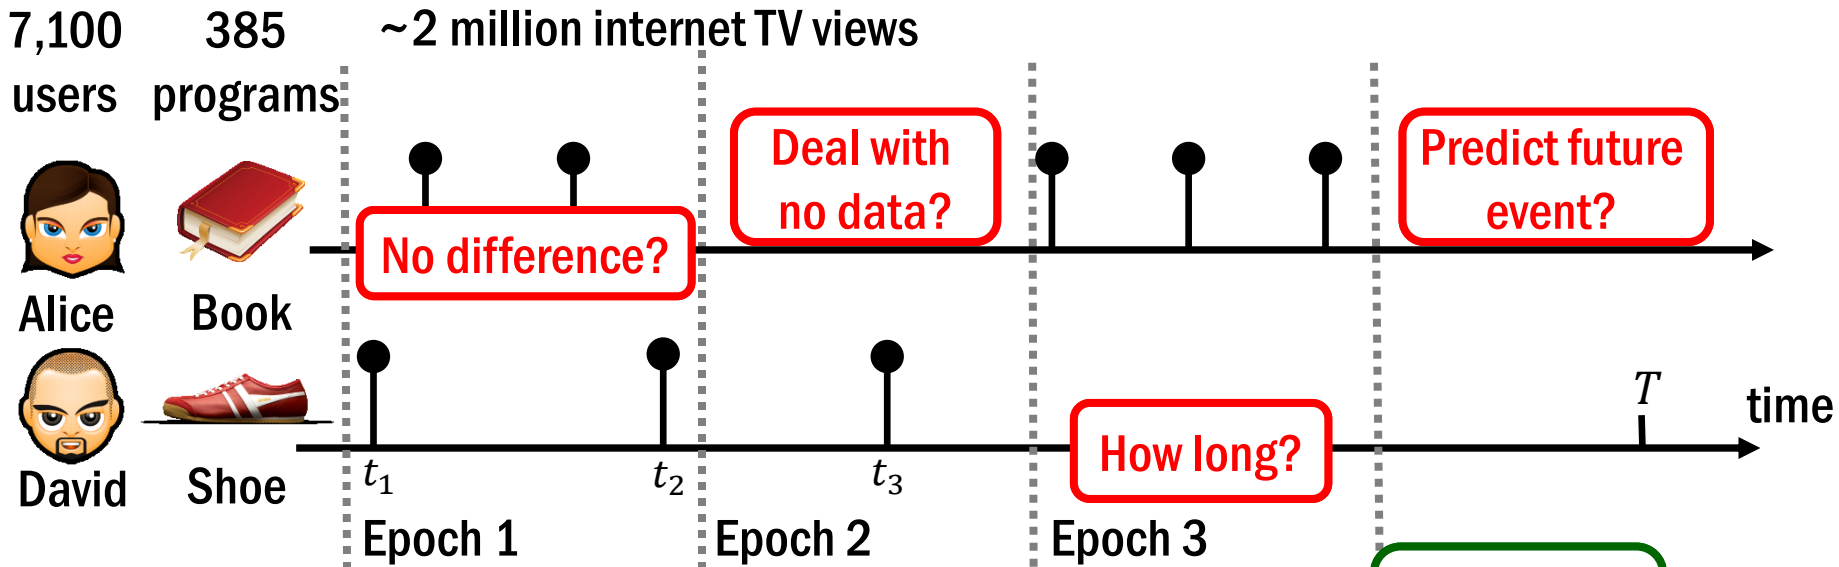 7,100 385 ~2 million internet TV views
users programs
Deal with
no data?
Predict future
event?
No difference?
Alice Book
T
time
How long?
David Shoe
t₁ t₂ t₃
Epoch 1 Epoch 2 Epoch 3